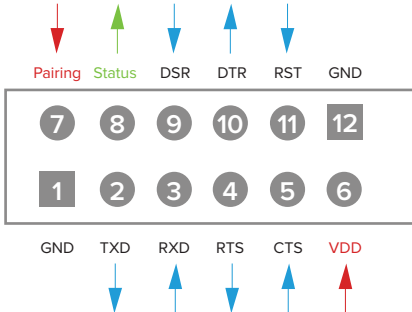 Pairing Status DSR DTR RST GND
7 8 9 10 11 12
1 2 3 4 5 6
GND TXD RXD RTS CTS VDD